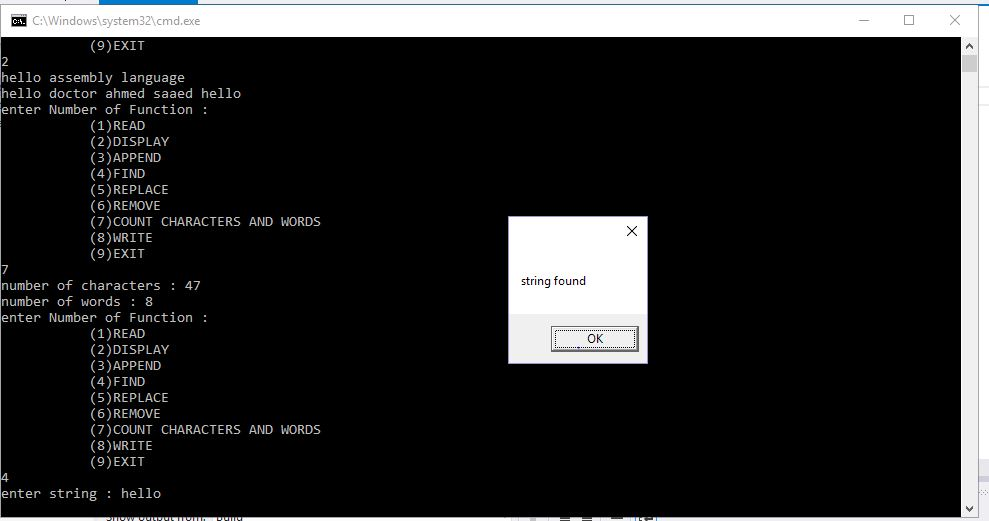 C:\Windows\system32\cmd.exe
(9)EXIT
2
hello assembly language
hello doctor ahmed saaed hello
enter Number of Function :
(1)READ
(2)DISPLAY
(3)APPEND
(4)FIND
(5)REPLACE
(6)REMOVE
(7)COUNT CHARACTERS AND WORDS
(8)WRITE
(9)EXIT
7
number of characters : 47
number of words : 8
enter Number of Function :
(1)READ
(2)DISPLAY
(3)APPEND
(4)FIND
(5)REPLACE
(6)REMOVE
(7)COUNT CHARACTERS AND WORDS
(8)WRITE
(9)EXIT
4
enter string : hello
string found
OK
Show output from: Build